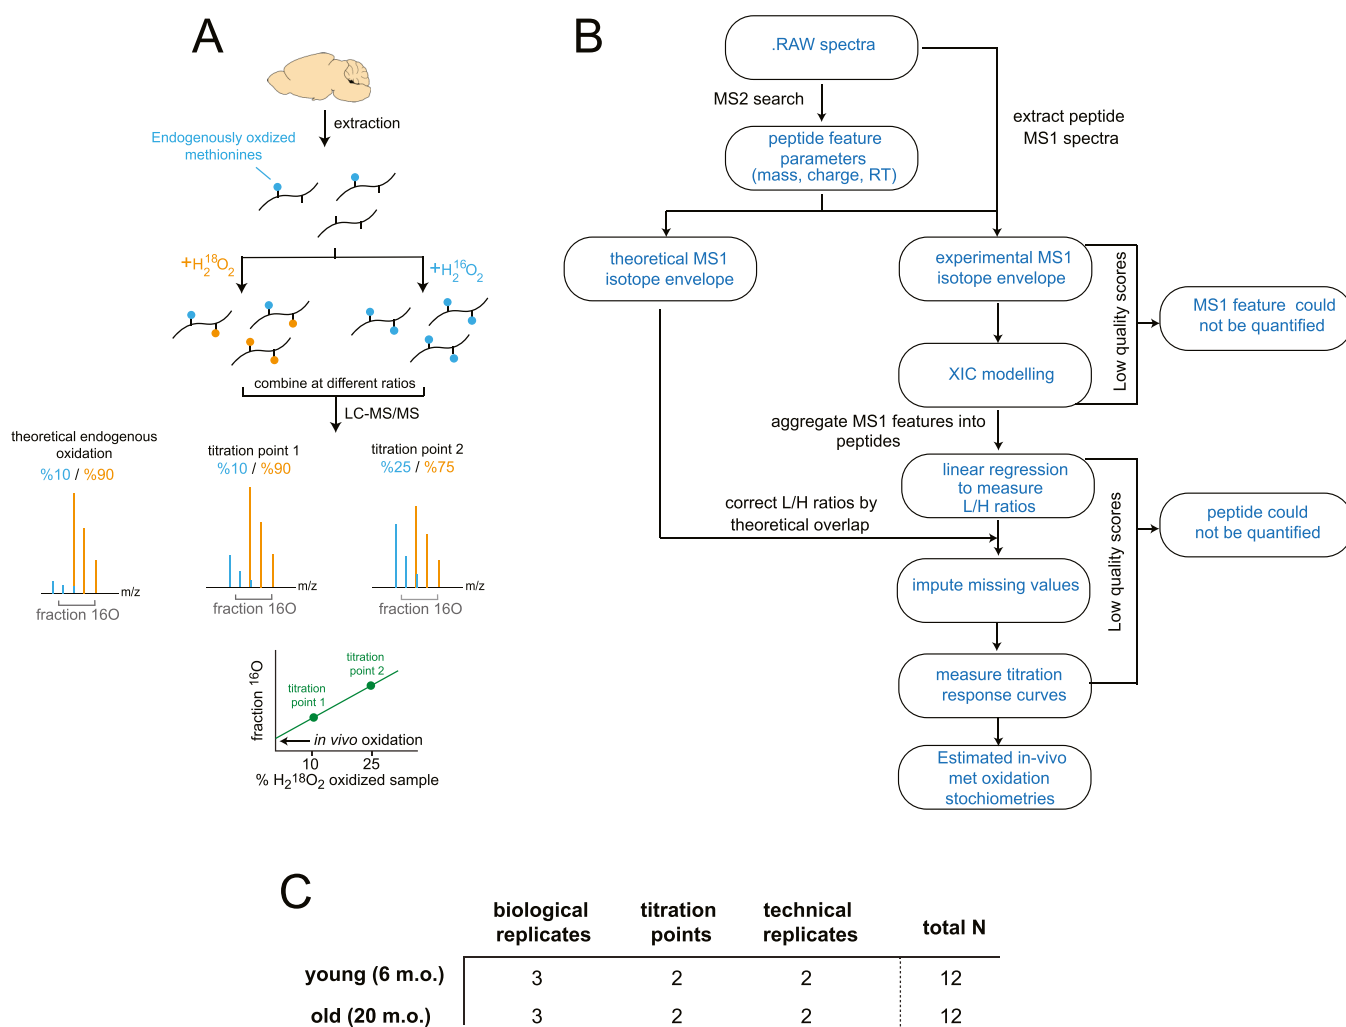 A
extraction
Endogenously oxdized
methionines
+H₂¹⁸O₂
+H₂¹⁶O₂
combine at different ratios
LC-MS/MS
theoretical endogenous
oxidation
%10 / %90
titration point 1
%10 / %90
titration point 2
%25 / %75
m/z
m/z
fraction 16O
fraction 16O
fraction 16O
fraction ¹⁶O
titration
point 1
titration
point 2
in vivo oxidation
10
25
% H₂¹⁸O₂ oxidized sample
B
.RAW spectra
MS2 search
extract peptide
MS1 spectra
peptide feature
parameters
(mass, charge, RT)
theoretical MS1
isotope envelope
experimental MS1
isotope envelope
Low quality scores
MS1 feature could
not be quantified
XIC modelling
aggregate MS1 features into
peptides
linear regression
to measure
L/H ratios
correct L/H ratios by
theoretical overlap
Low quality scores
peptide could
not be quantified
impute missing values
measure titration
response curves
Estimated in-vivo
met oxidation
stochiometries
C
biological
replicates
titration
points
technical
replicates
total N
young (6 m.o.) 3 2 2 12
old (20 m.o.) 3 2 2 12